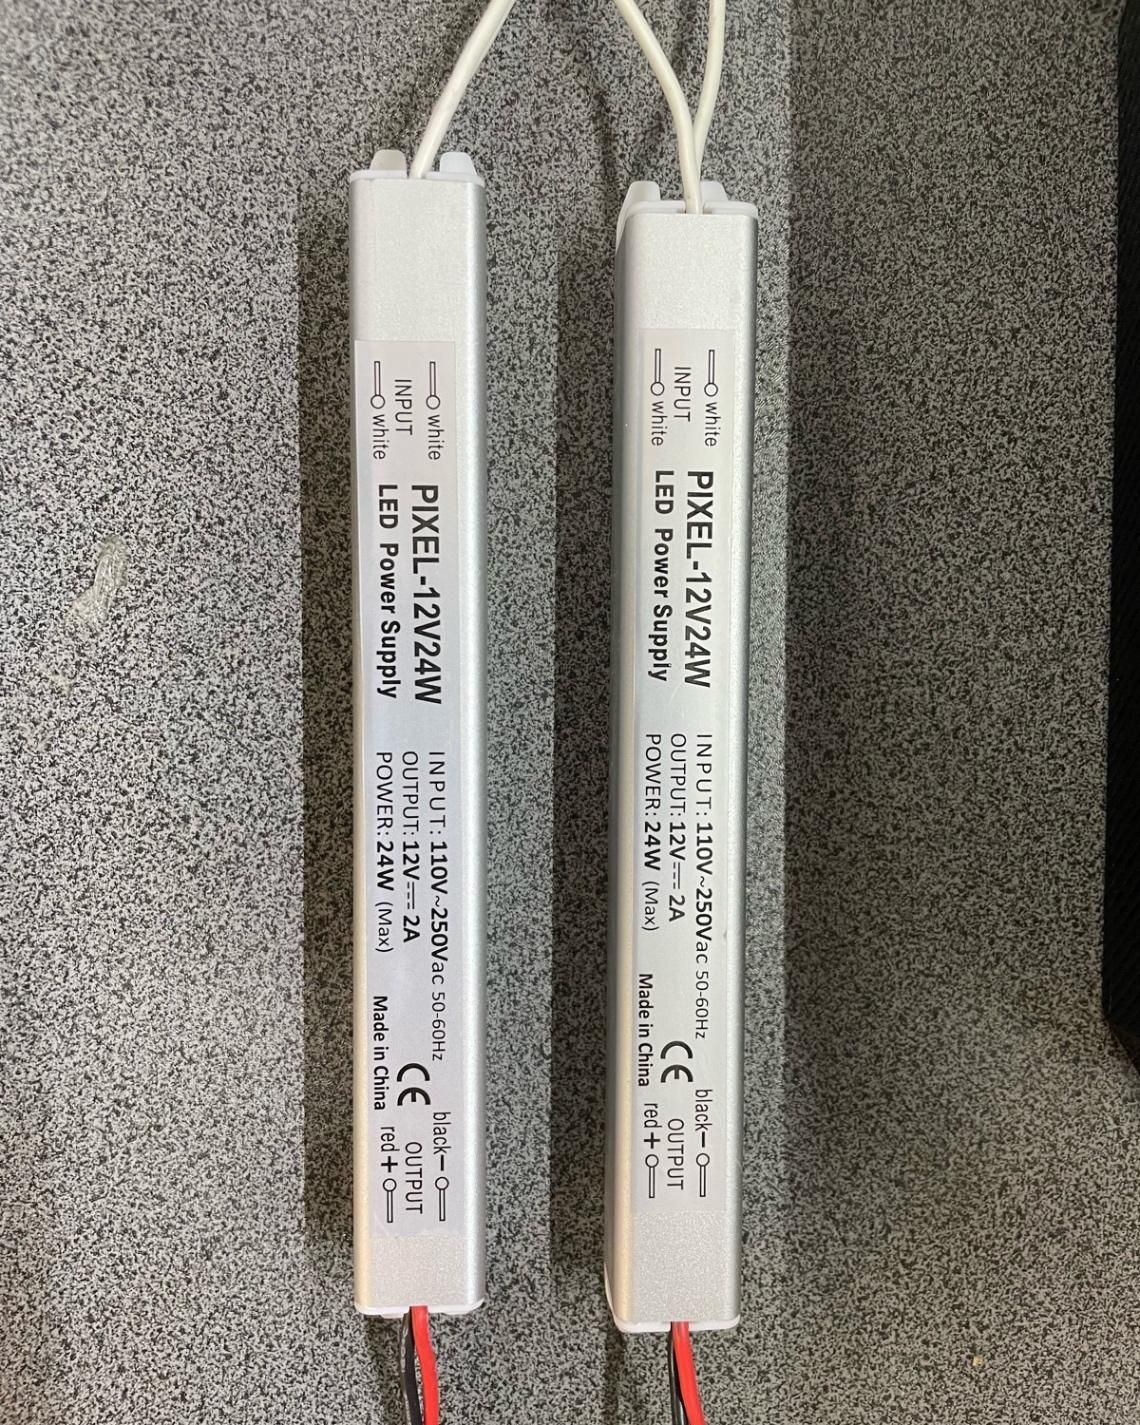 white
INPUT
white
PIXEL-12V24W
LED Power Supply
INPUT: 110V~250Vac 50-60Hz
OUTPUT: 12V⎓2A
POWER: 24W (Max)
CE
Made in China
black−
OUTPUT
red+
white
INPUT
white
PIXEL-12V24W
LED Power Supply
INPUT: 110V~250Vac 50-60Hz
OUTPUT: 12V⎓2A
POWER: 24W (Max)
CE
Made in China
black−
OUTPUT
red+